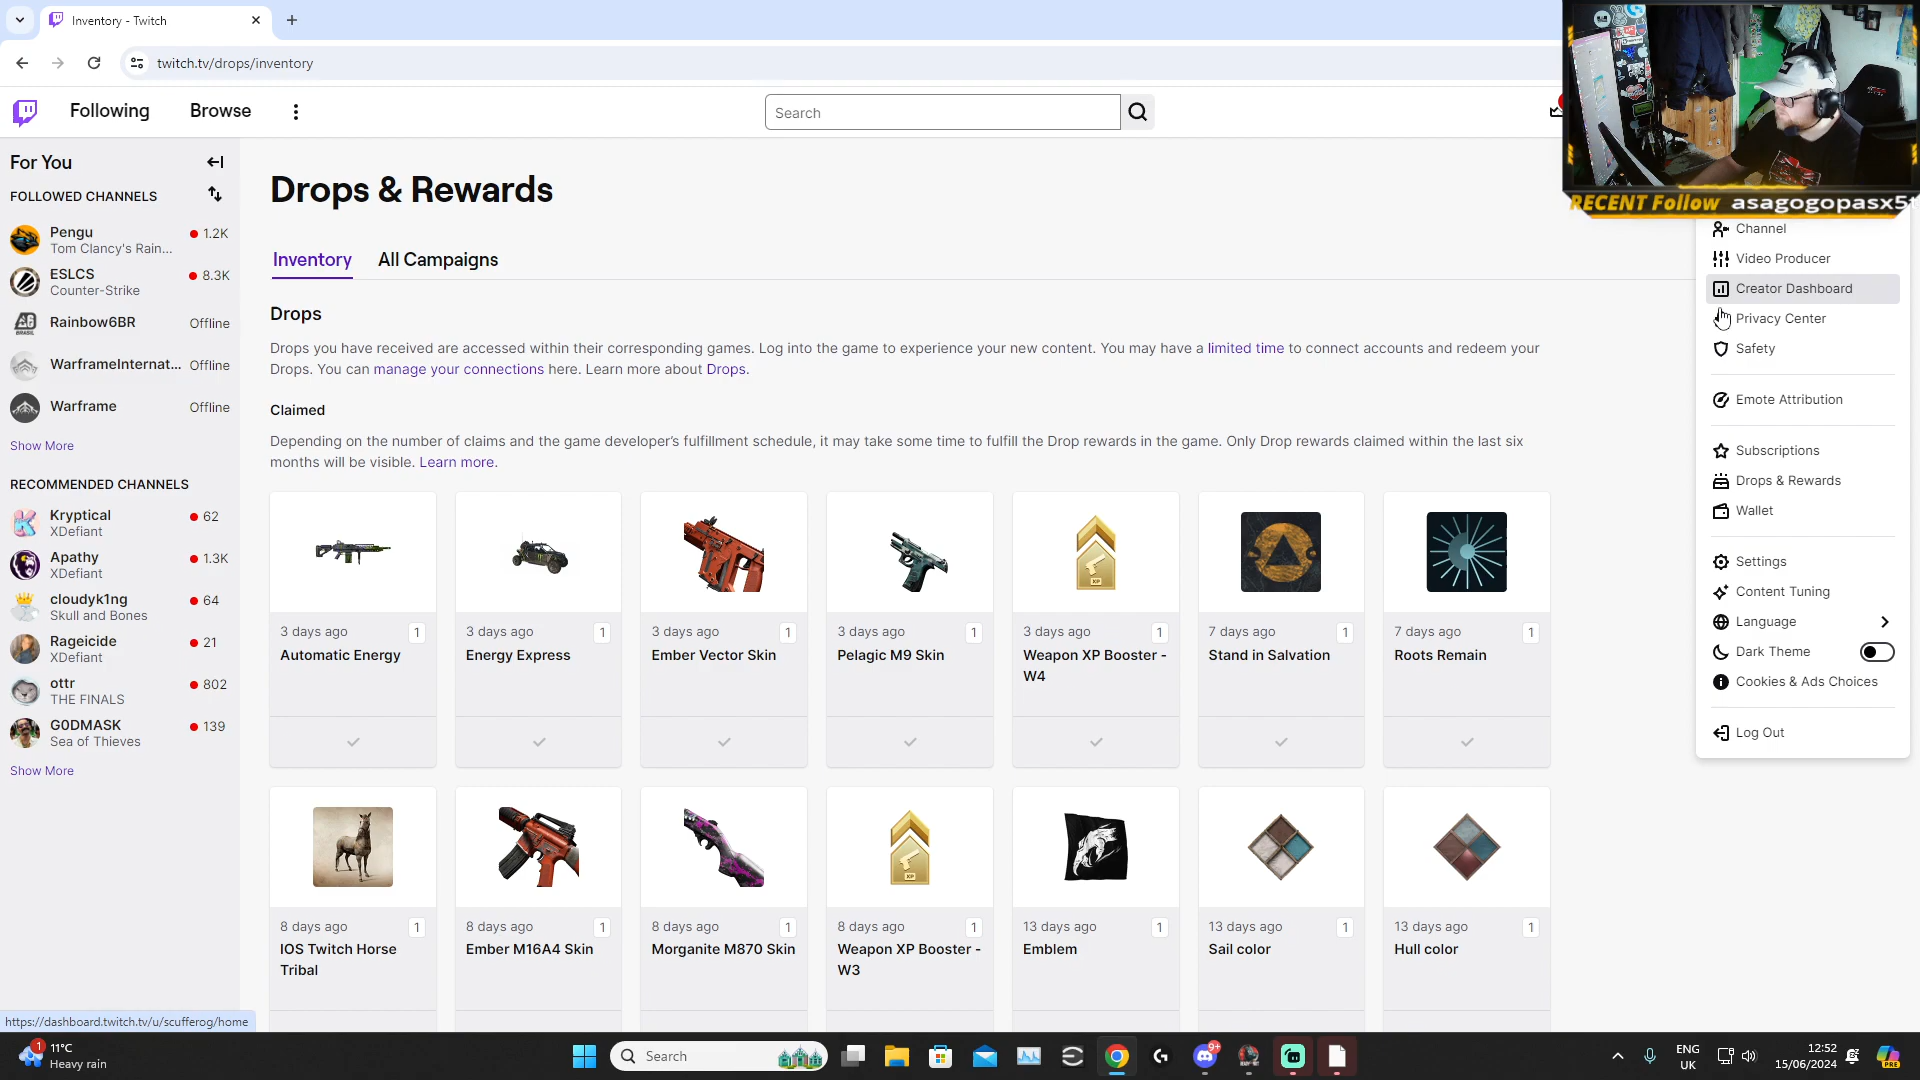 Inventory - Twitch
twitch.tv/drops/inventory
Following
Browse
Search
RECENT Follow asagogopasx5t
For You
FOLLOWED CHANNELS
Pengu
1.2K
Tom Clancy's Rain...
ESLCS
8.3K
Counter-Strike
Rainbow6BR
Offline
WarframeInternat...
Offline
Warframe
Offline
Show More
RECOMMENDED CHANNELS
Kryptical
62
XDefiant
Apathy
1.3K
XDefiant
cloudyk1ng
64
Skull and Bones
Rageicide
21
XDefiant
ottr
802
THE FINALS
G0DMASK
139
Sea of Thieves
Show More
Drops & Rewards
Inventory
All Campaigns
Drops
Drops you have received are accessed within their corresponding games. Log into the game to experience your new content. You may have a limited time to connect accounts and redeem your
Drops. You can manage your connections here. Learn more about Drops.
Claimed
Depending on the number of claims and the game developer's fulfillment schedule, it may take some time to fulfill the Drop rewards in the game. Only Drop rewards claimed within the last six
months will be visible. Learn more.
3 days ago 1
Automatic Energy
3 days ago 1
Energy Express
3 days ago 1
Ember Vector Skin
3 days ago 1
Pelagic M9 Skin
XP
3 days ago 1
Weapon XP Booster -
W4
7 days ago 1
Stand in Salvation
7 days ago 1
Roots Remain
8 days ago 1
IOS Twitch Horse
Tribal
8 days ago 1
Ember M16A4 Skin
8 days ago 1
Morganite M870 Skin
XP
8 days ago 1
Weapon XP Booster -
W3
13 days ago 1
Emblem
13 days ago 1
Sail color
13 days ago 1
Hull color
Channel
Video Producer
Creator Dashboard
Privacy Center
Safety
Emote Attribution
Subscriptions
Drops & Rewards
Wallet
Settings
Content Tuning
Language
Dark Theme
Cookies & Ads Choices
Log Out
https://dashboard.twitch.tv/u/scufferog/home
1
11°C
Heavy rain
Search
9+
ENG
UK
12:52
15/06/2024
PRE